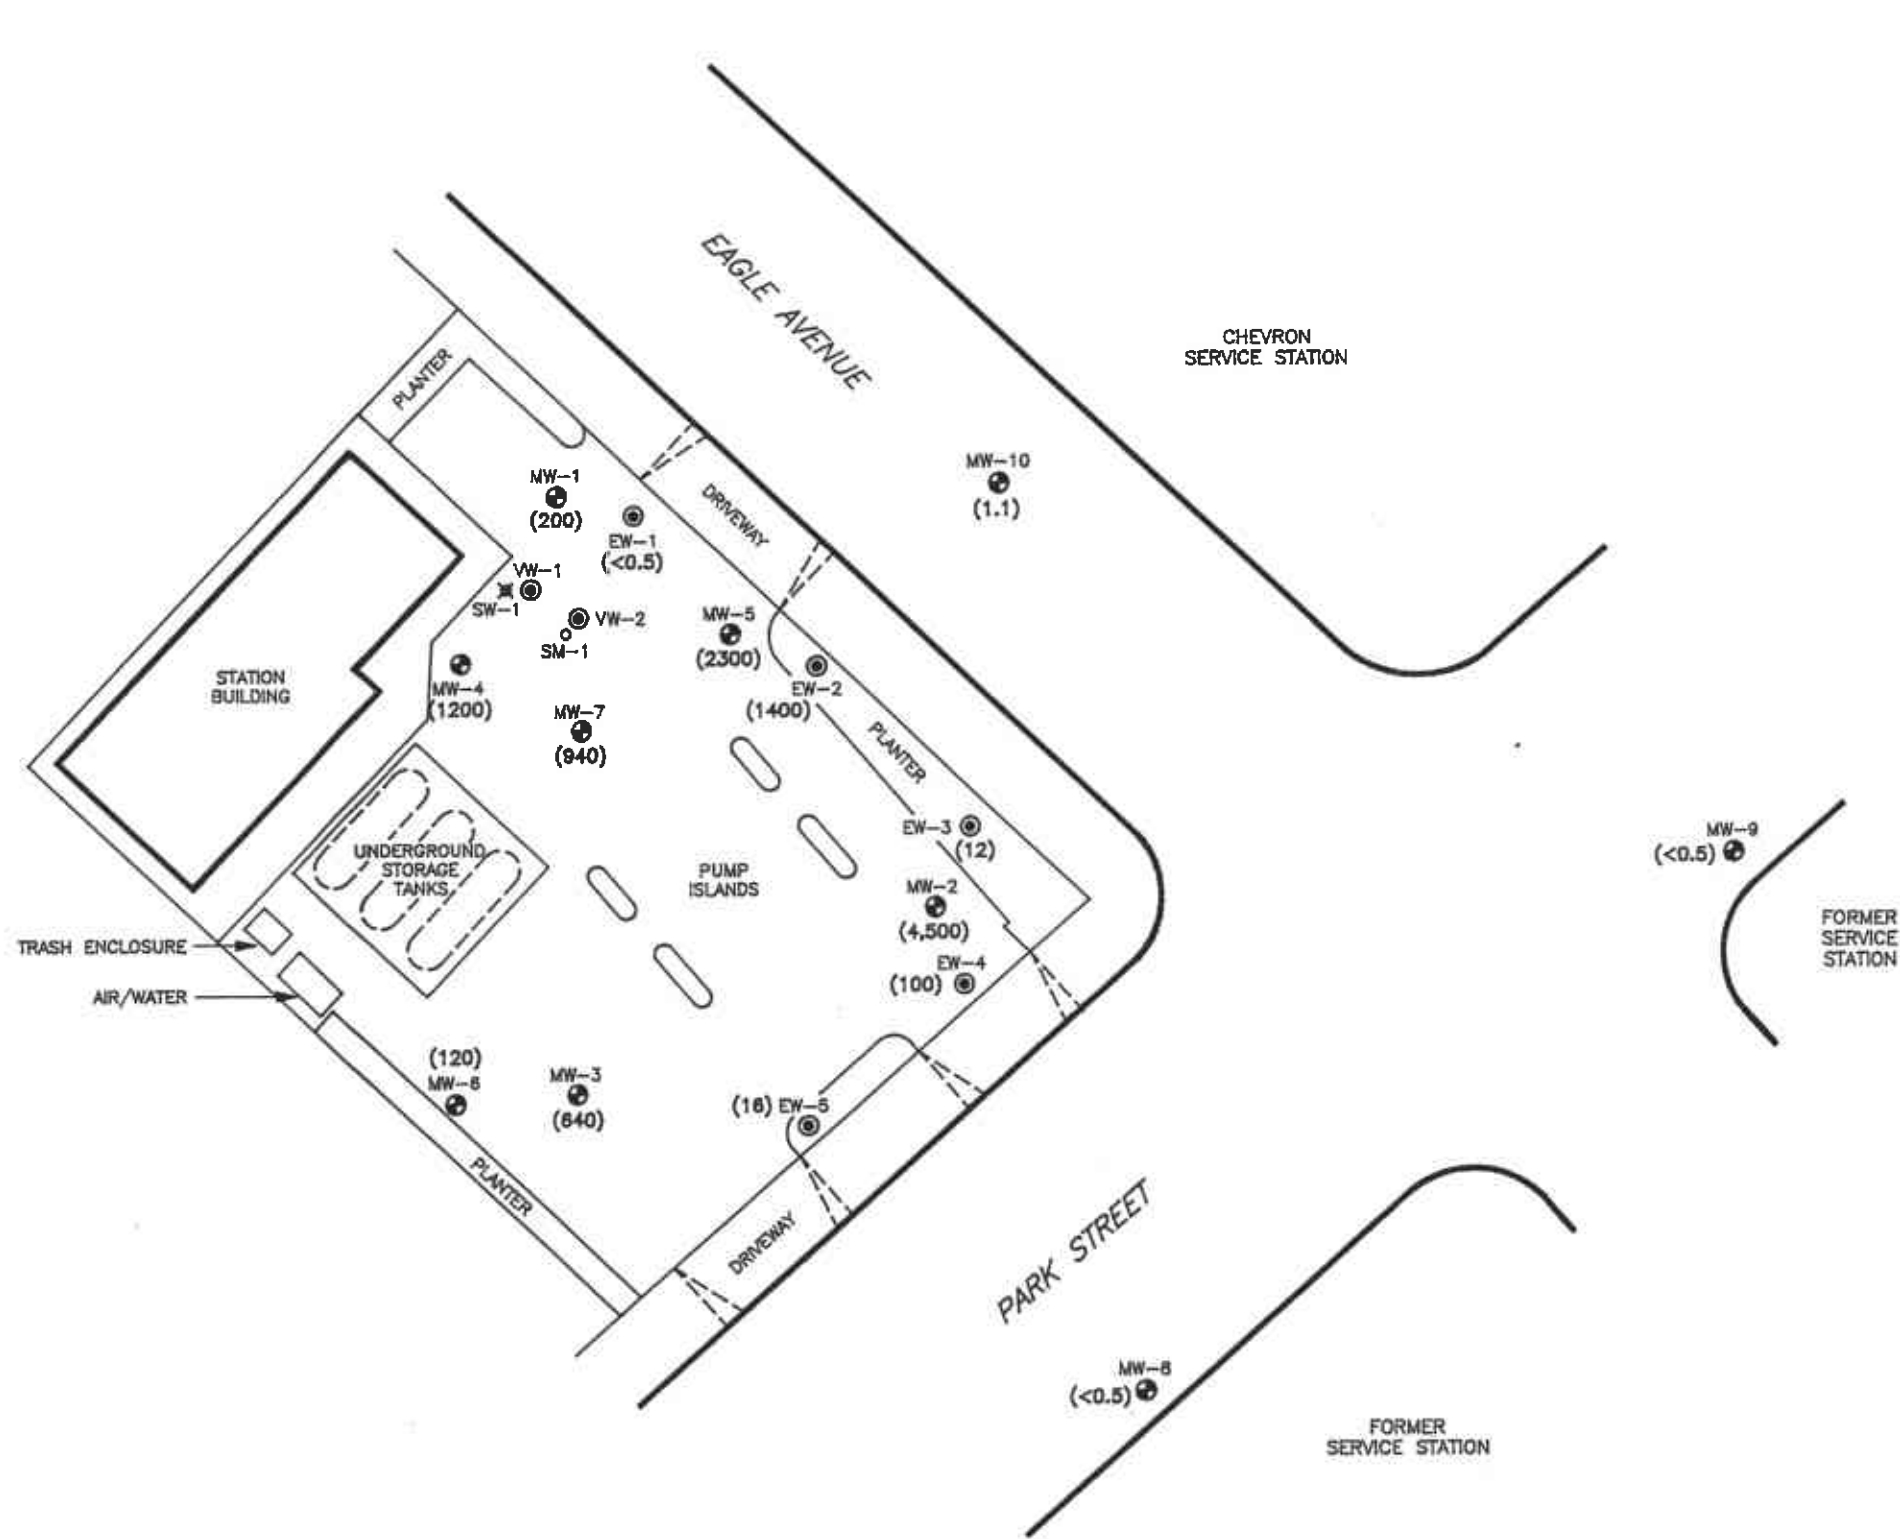 EAGLE AVENUE
CHEVRON
SERVICE STATION
PLANTER
MW-10
(1.1)
MW-1
(200)
DRIVEWAY
EW-1
(<0.5)
VW-1
SW-1
VW-2
SM-1
MW-5
(2300)
STATION
BUILDING
MW-4
(1200)
EW-2
(1400)
MW-7
(940)
PLANTER
EW-3
(12)
MW-9
(<0.5)
UNDERGROUND
STORAGE
TANKS
PUMP
ISLANDS
MW-2
(4,500)
FORMER
SERVICE
STATION
TRASH ENCLOSURE
EW-4
(100)
AIR/WATER
(120)
MW-6
MW-3
(640)
(16) EW-5
PLANTER
DRIVEWAY
PARK STREET
MW-8
(<0.5)
FORMER
SERVICE STATION